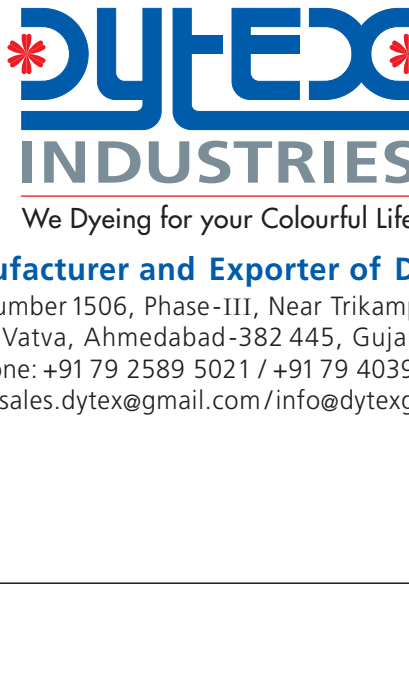 DYTEX
INDUSTRIES
We Dyeing for your Colourful Life
ufacturer and Exporter of D
umber 1506, Phase-III, Near Trikamp
Vatva, Ahmedabad-382 445, Guja
one: +91 79 2589 5021 / +91 79 4039
sales.dytex@gmail.com/info@dytexg